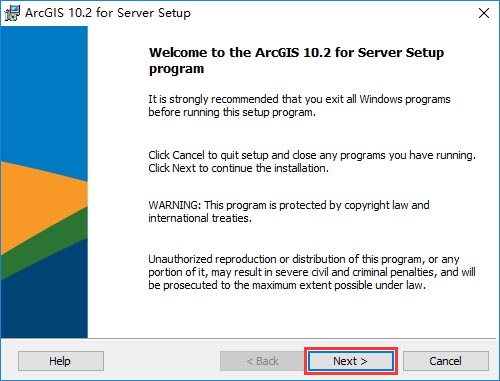 ArcGIS 10.2 for Server Setup
Welcome to the ArcGIS 10.2 for Server Setup
program
It is strongly recommended that you exit all Windows programs
before running this setup program.
Click Cancel to quit setup and close any programs you have running.
Click Next to continue the installation.
WARNING: This program is protected by copyright law and
international treaties.
Unauthorized reproduction or distribution of this program, or any
portion of it, may result in severe civil and criminal penalties, and will
be prosecuted to the maximum extent possible under law.
Help
< Back
Next >
Cancel